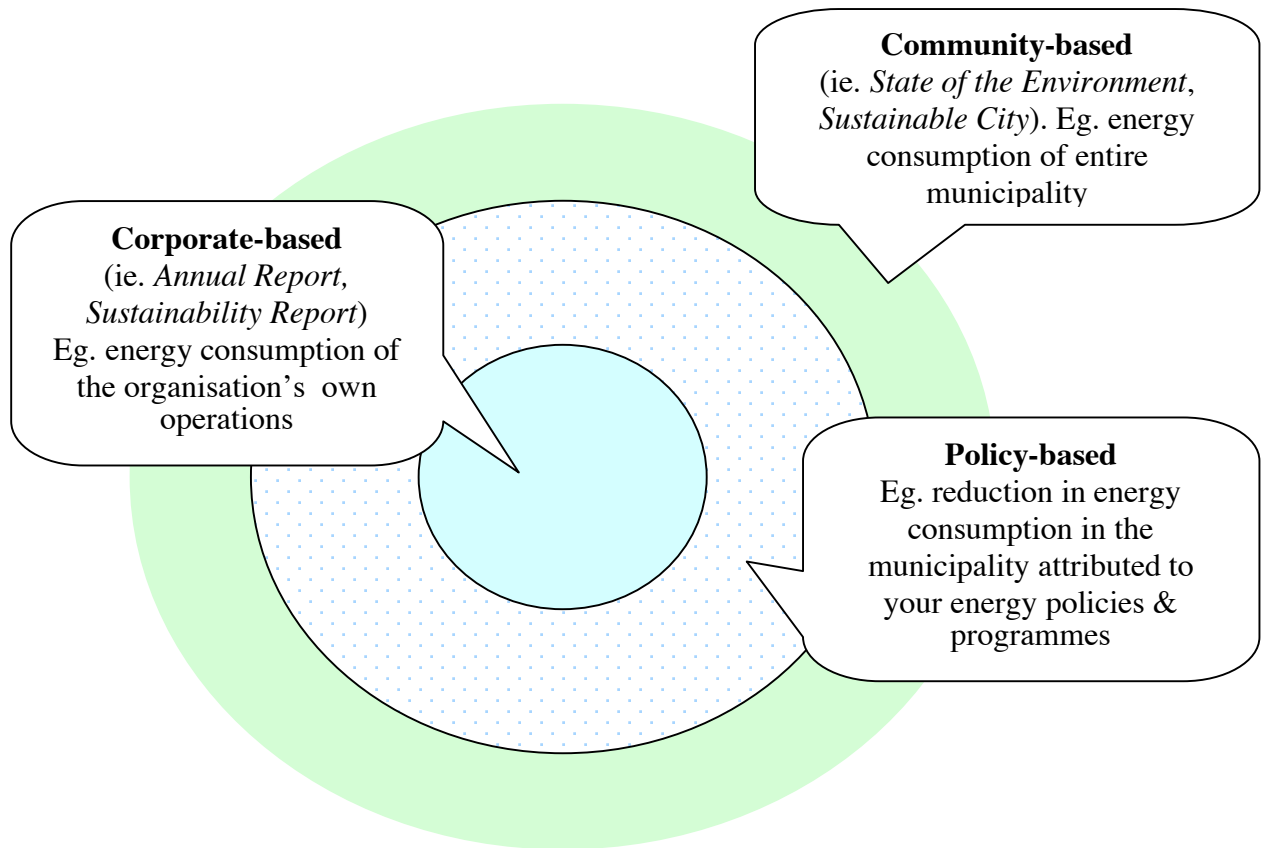 Community-based
(ie. State of the Environment,
Sustainable City). Eg. energy
consumption of entire
municipality
Corporate-based
(ie. Annual Report,
Sustainability Report)
Eg. energy consumption of
the organisation’s  own
operations
Policy-based
Eg. reduction in energy
consumption in the
municipality attributed to
your energy policies &
programmes